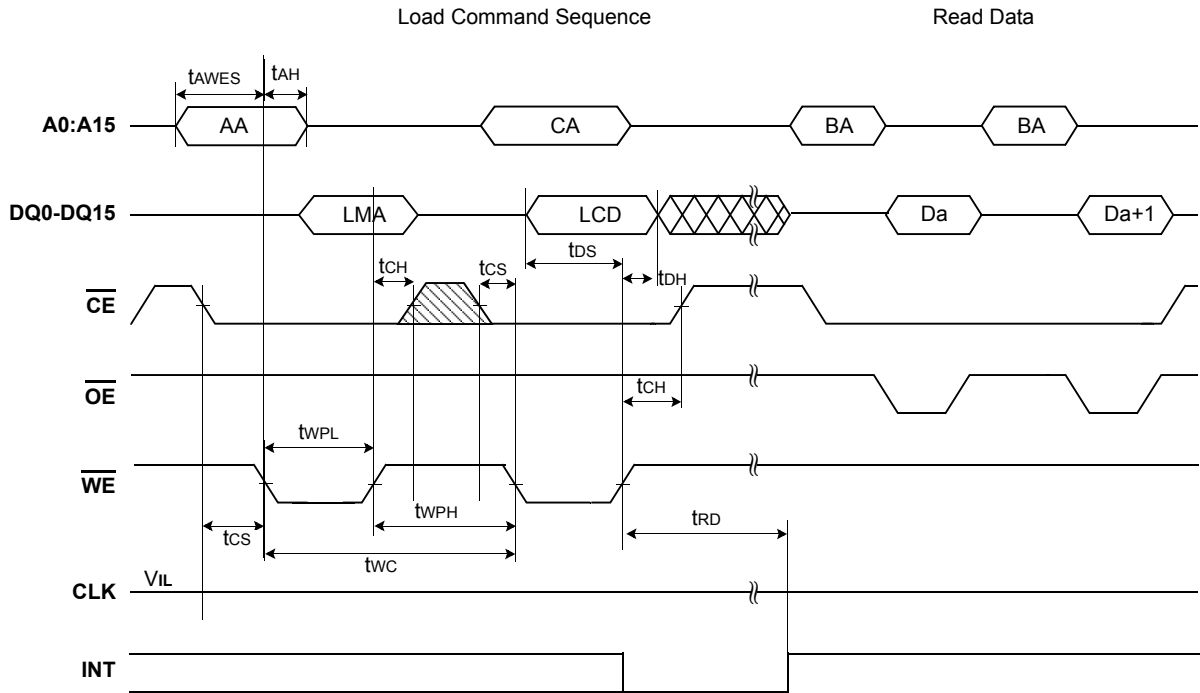 Load Command Sequence Read Data
tAWES tAH
A0:A15 AA CA BA BA
DQ0-DQ15 LMA LCD Da Da+1
tCH tCS tDS tDH
CE
tCH
OE
tWPL
WE
tCS tWPH tRD
tWC
CLK VIL
INT